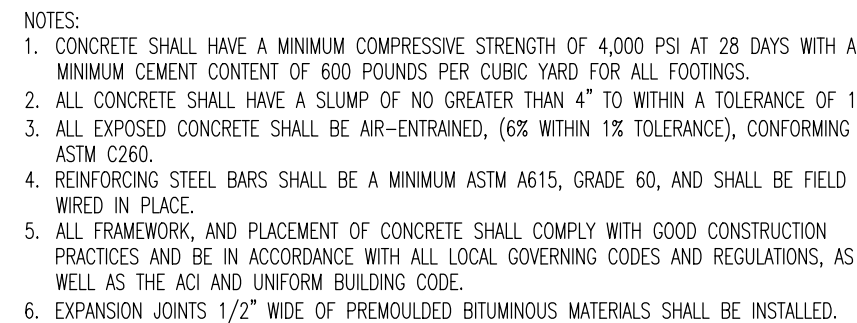 NOTES:
1. CONCRETE SHALL HAVE A MINIMUM COMPRESSIVE STRENGTH OF 4,000 PSI AT 28 DAYS WITH A
MINIMUM CEMENT CONTENT OF 600 POUNDS PER CUBIC YARD FOR ALL FOOTINGS.
2. ALL CONCRETE SHALL HAVE A SLUMP OF NO GREATER THAN 4" TO WITHIN A TOLERANCE OF 1
3. ALL EXPOSED CONCRETE SHALL BE AIR-ENTRAINED, (6% WITHIN 1% TOLERANCE), CONFORMING
ASTM C260.
4. REINFORCING STEEL BARS SHALL BE A MINIMUM ASTM A615, GRADE 60, AND SHALL BE FIELD
WIRED IN PLACE.
5. ALL FRAMEWORK, AND PLACEMENT OF CONCRETE SHALL COMPLY WITH GOOD CONSTRUCTION
PRACTICES AND BE IN ACCORDANCE WITH ALL LOCAL GOVERNING CODES AND REGULATIONS, AS
WELL AS THE ACI AND UNIFORM BUILDING CODE.
6. EXPANSION JOINTS 1/2" WIDE OF PREMOULDED BITUMINOUS MATERIALS SHALL BE INSTALLED.